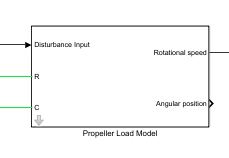 Disturbance Input
Rotational speed
R
Angular position
C
Propeller Load Model